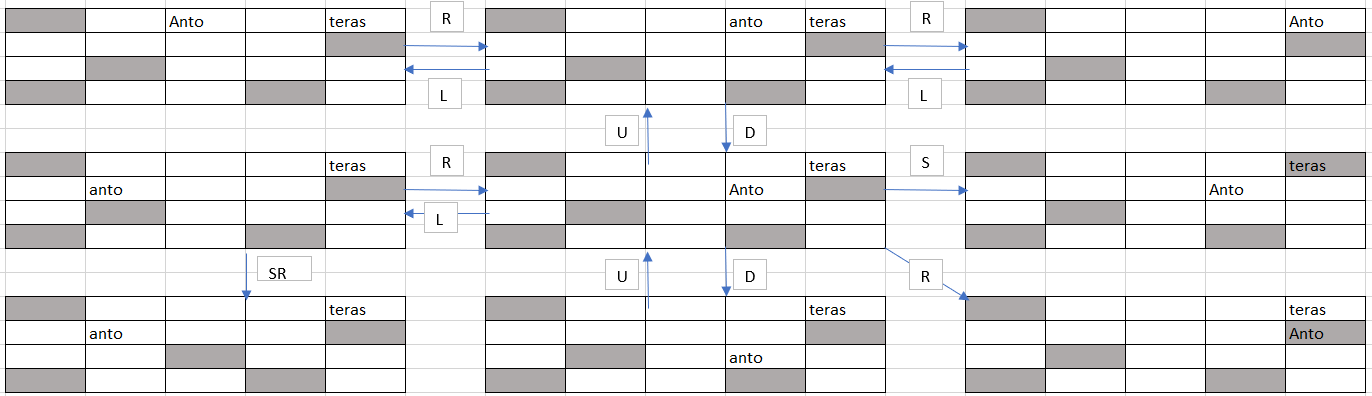 Anto teras R anto teras R Anto
L L
U D
teras R teras S teras
anto Anto Anto
L
SR U D R
teras teras teras
anto Anto
anto